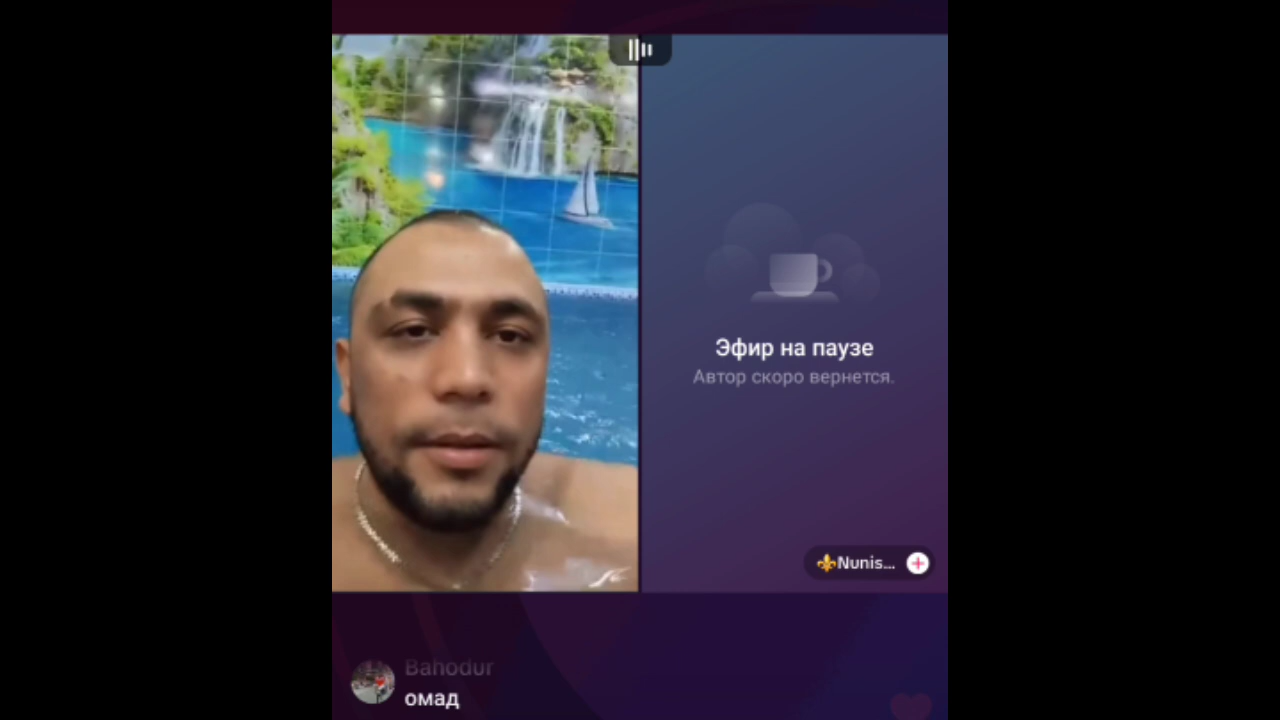 Эфир на паузе
Автор скоро вернется.
⚜️Nunis...
Bahodur
омад